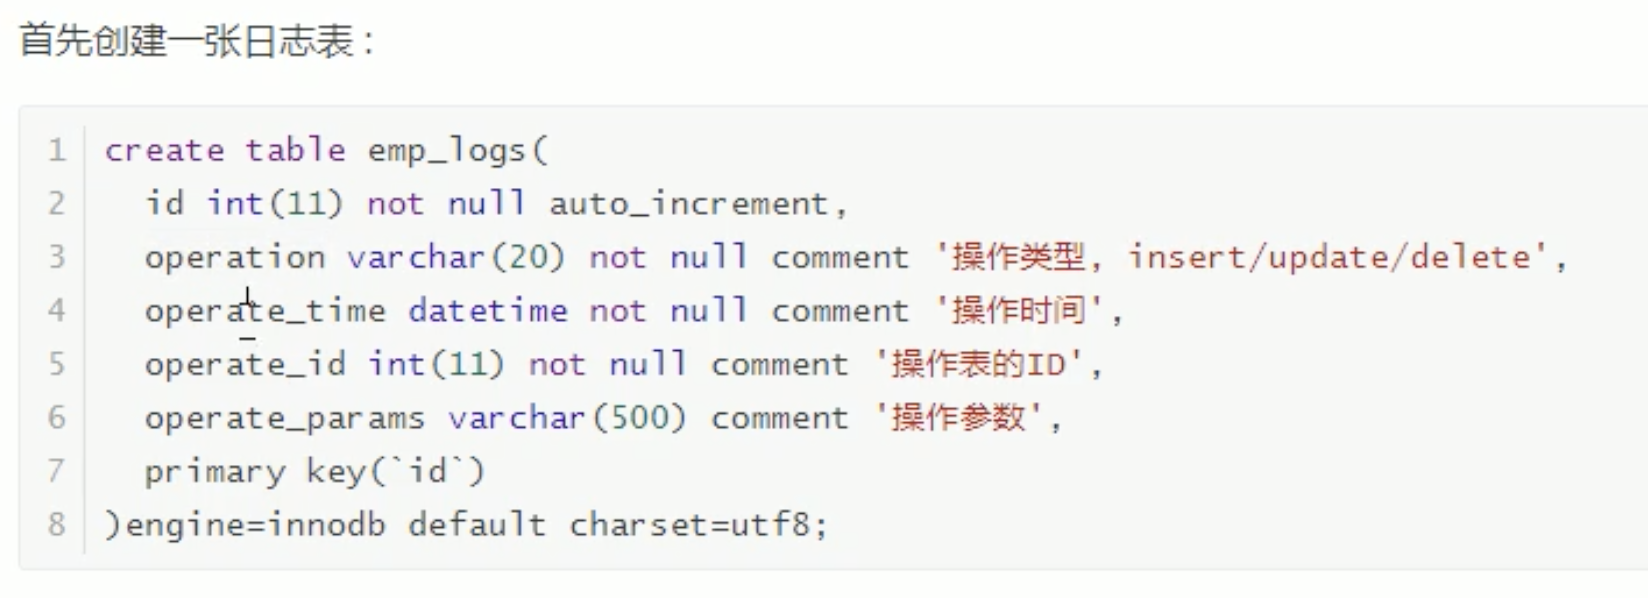 首先创建一张日志表：
1 create table emp_logs(
2 id int(11) not null auto_increment,
3 operation varchar(20) not null comment '操作类型, insert/update/delete',
4 operate_time datetime not null comment '操作时间',
5 operate_id int(11) not null comment '操作表的ID',
6 operate_params varchar(500) comment '操作参数',
7 primary key(`id`)
8 )engine=innodb default charset=utf8;